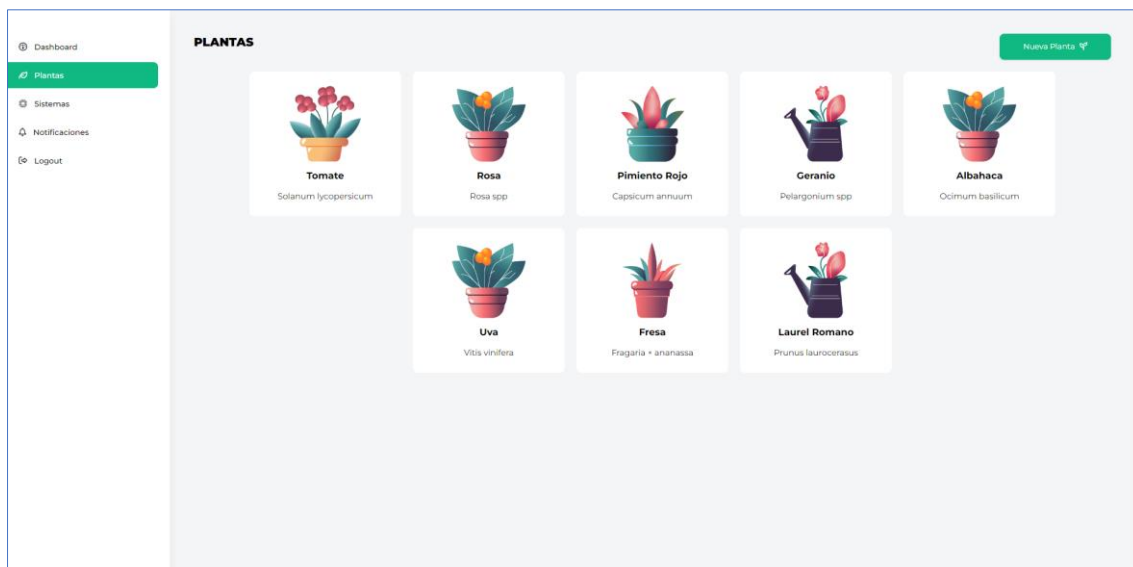 Dashboard
Plantas
Sistemas
Notificaciones
Logout
PLANTAS
Nueva Planta
Tomate
Solanum lycopersicum
Rosa
Rosa spp
Pimiento Rojo
Capsicum annuum
Geranio
Pelargonium spp
Albahaca
Ocimum basilicum
Uva
Vitis vinifera
Fresa
Fragaria × ananassa
Laurel Romano
Prunus laurocerasus